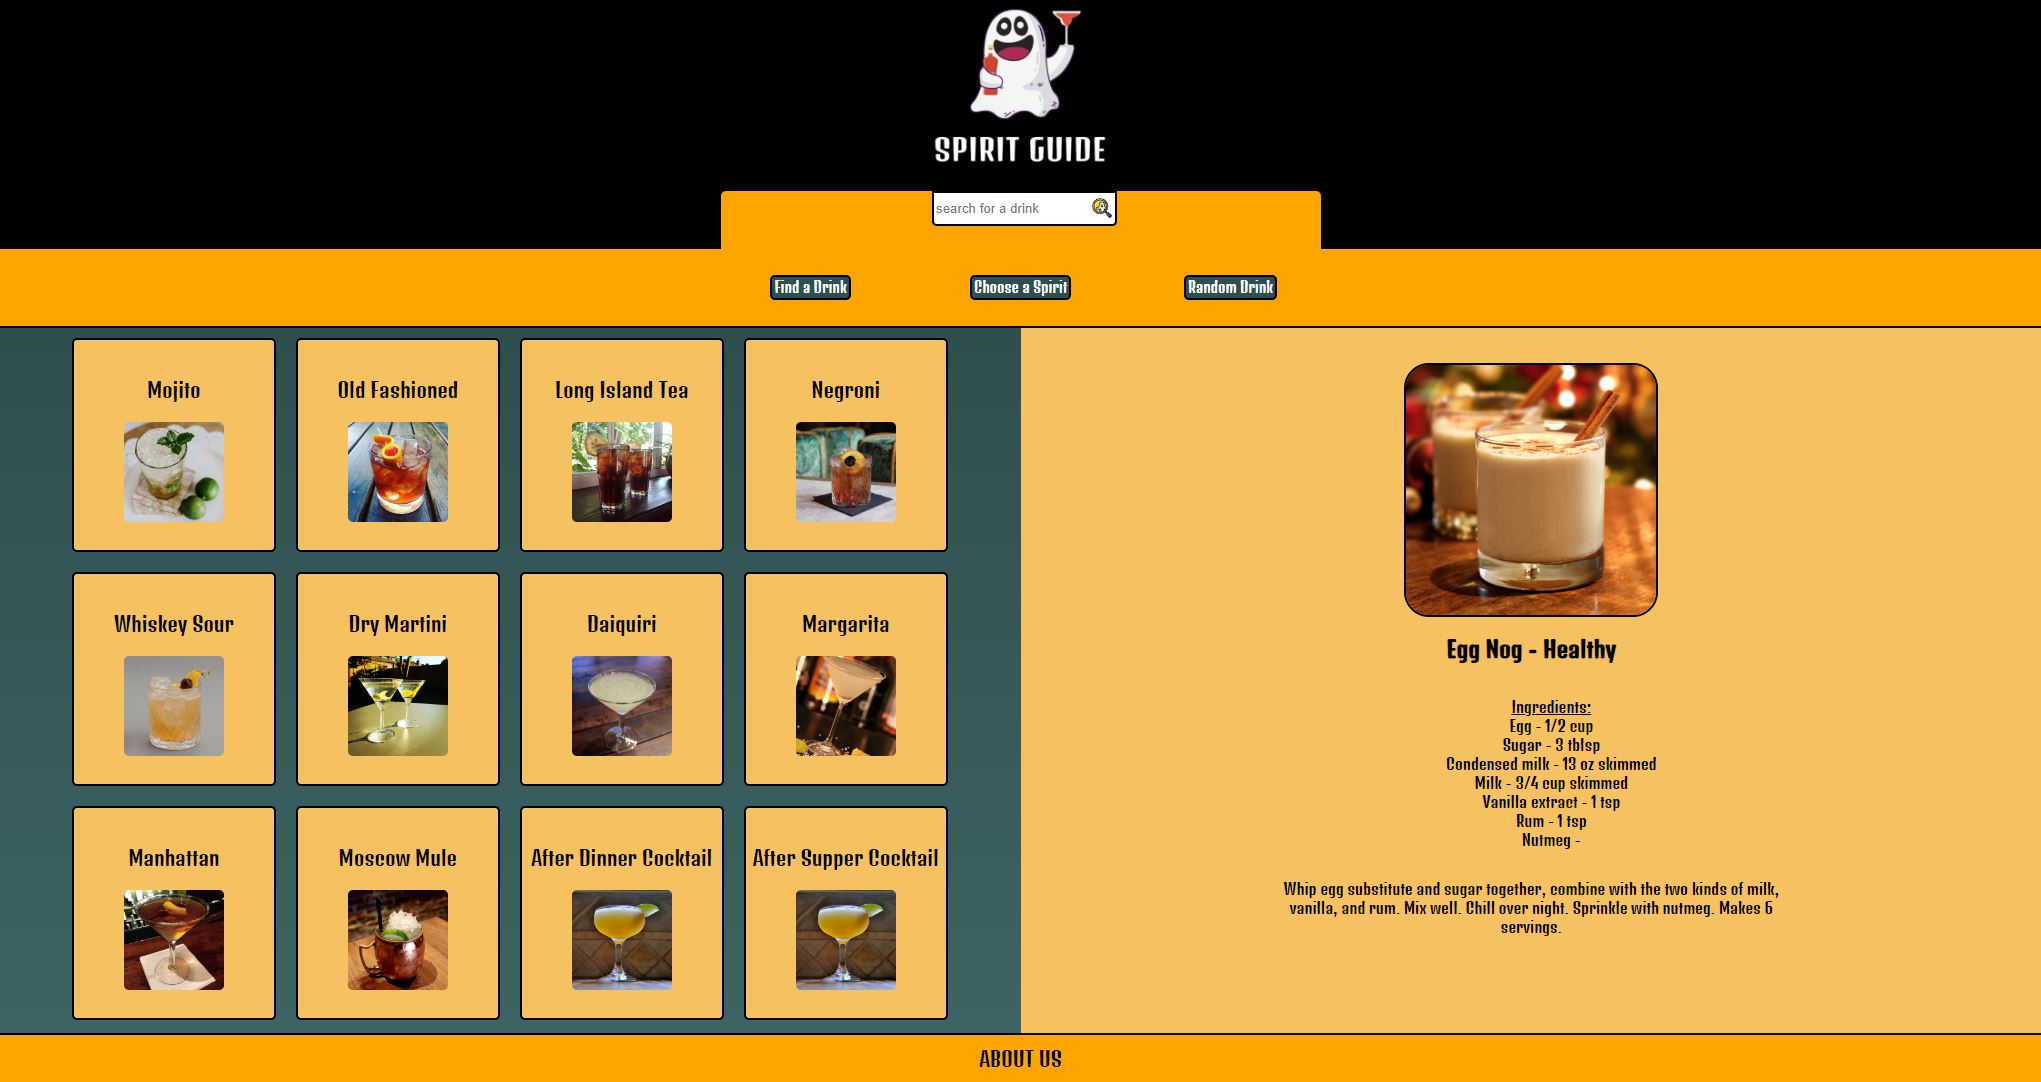 SPIRIT GUIDE
search for a drink
Find a Drink
Choose a Spirit
Random Drink
Mojito
Old Fashioned
Long Island Tea
Negroni
Whiskey Sour
Dry Martini
Daiquiri
Margarita
Manhattan
Moscow Mule
After Dinner Cocktail
After Supper Cocktail
Egg Nog - Healthy
Ingredients:
Egg - 1/2 cup
Sugar - 3 tblsp
Condensed milk - 13 oz skimmed
Milk - 3/4 cup skimmed
Vanilla extract - 1 tsp
Rum - 1 tsp
Nutmeg -
Whip egg substitute and sugar together, combine with the two kinds of milk,
vanilla, and rum. Mix well. Chill over night. Sprinkle with nutmeg. Makes 6
servings.
ABOUT US